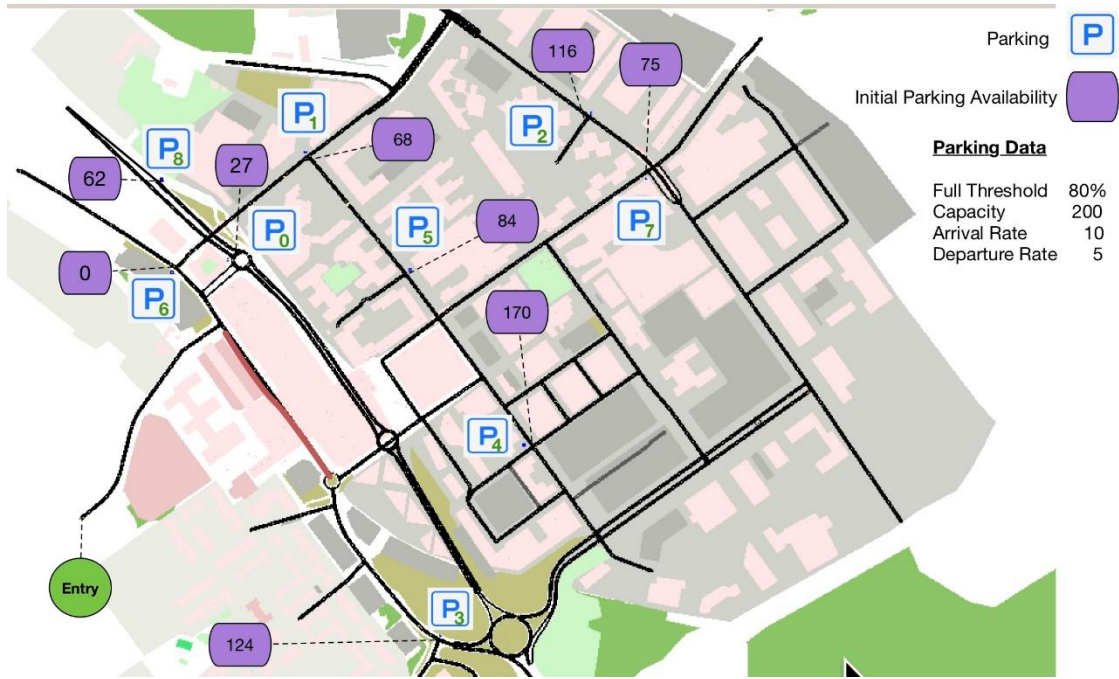 Parking P
Initial Parking Availability
Parking Data
Full Threshold 80%
Capacity 200
Arrival Rate 10
Departure Rate 5
116
75
P1
P2
68
P8
27
62
P0
P5
84
P7
0
P6
170
P4
Entry
P3
124